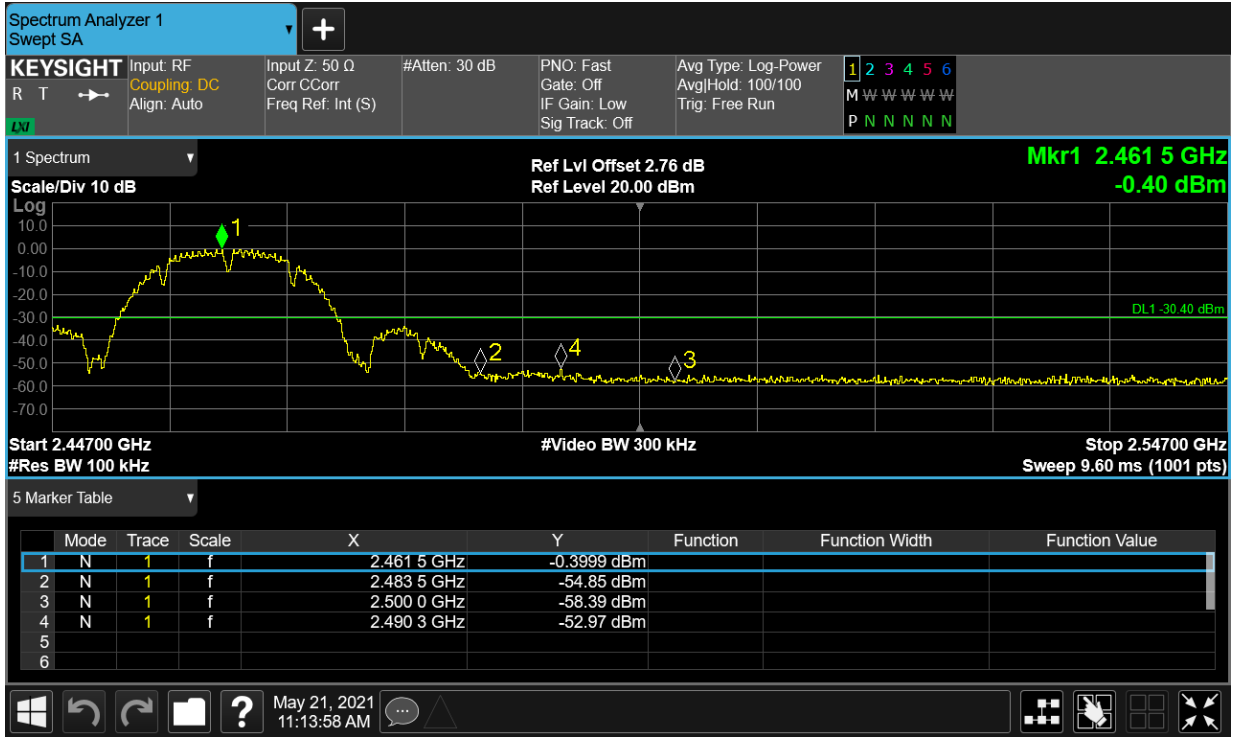 Spectrum Analyzer 1
Swept SA
KEYSIGHT
R T
LXI
Input: RF
Coupling: DC
Align: Auto
Input Z: 50 Ω
Corr CCorr
Freq Ref: Int (S)
#Atten: 30 dB
PNO: Fast
Gate: Off
IF Gain: Low
Sig Track: Off
Avg Type: Log-Power
Avg|Hold: 100/100
Trig: Free Run
1 2 3 4 5 6
M W W W W W
P N N N N N
1 Spectrum
Scale/Div 10 dB
Ref Lvl Offset 2.76 dB
Ref Level 20.00 dBm
Mkr1 2.461 5 GHz
-0.40 dBm
Log
10.0
0.00
-10.0
-20.0
-30.0
-40.0
-50.0
-60.0
-70.0
1
2
4
3
DL1 -30.40 dBm
Start 2.44700 GHz
#Res BW 100 kHz
#Video BW 300 kHz
Stop 2.54700 GHz
Sweep 9.60 ms (1001 pts)
5 Marker Table
Mode Trace Scale X Y Function Function Width Function Value
1 N 1 f 2.461 5 GHz -0.3999 dBm
2 N 1 f 2.483 5 GHz -54.85 dBm
3 N 1 f 2.500 0 GHz -58.39 dBm
4 N 1 f 2.490 3 GHz -52.97 dBm
5
6
?
May 21, 2021
11:13:58 AM